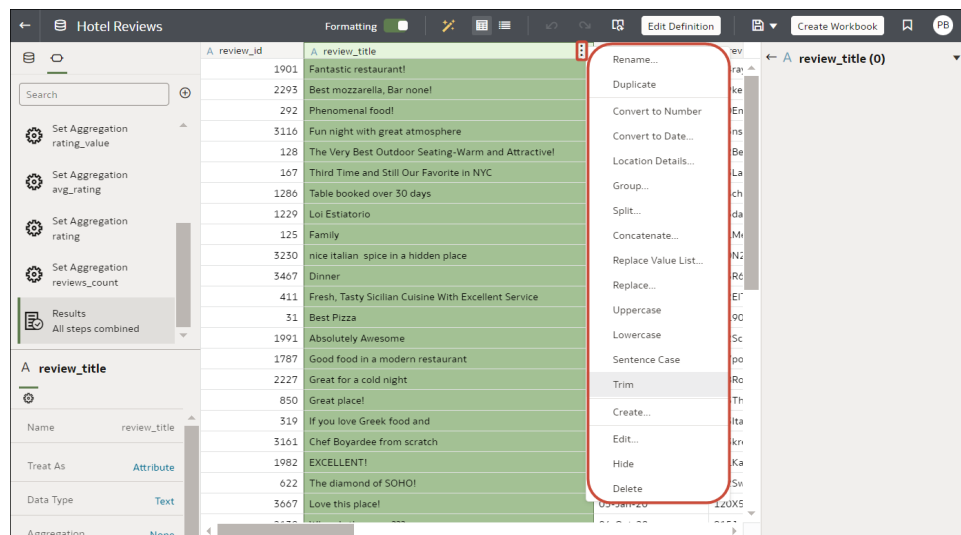 Hotel Reviews
Formatting
Edit Definition
Create Workbook
PB
Search
Set Aggregation
rating_value
Set Aggregation
avg_rating
Set Aggregation
rating
Set Aggregation
reviews_count
Results
All steps combined
A review_title
Name review_title
Treat As Attribute
Data Type Text
Aggregation None
A review_id A review_title
1901 Fantastic restaurant!
2293 Best mozzarella, Bar none!
292 Phenomenal food!
3116 Fun night with great atmosphere
128 The Very Best Outdoor Seating-Warm and Attractive!
167 Third Time and Still Our Favorite in NYC
1286 Table booked over 30 days
1229 Loi Estiatorio
125 Family
3230 nice italian spice in a hidden place
3467 Dinner
411 Fresh, Tasty Sicilian Cuisine With Excellent Service
31 Best Pizza
1991 Absolutely Awesome
1787 Good food in a modern restaurant
2227 Great for a cold night
850 Great place!
319 If you love Greek food and
3161 Chef Boyardee from scratch
1982 EXCELLENT!
622 The diamond of SOHO!
3667 Love this place! 05-Jan-20 120X5
Rename...
Duplicate
Convert to Number
Convert to Date...
Location Details...
Group...
Split...
Concatenate...
Replace Value List...
Replace...
Uppercase
Lowercase
Sentence Case
Trim
Create...
Edit...
Hide
Delete
A review_title (0)